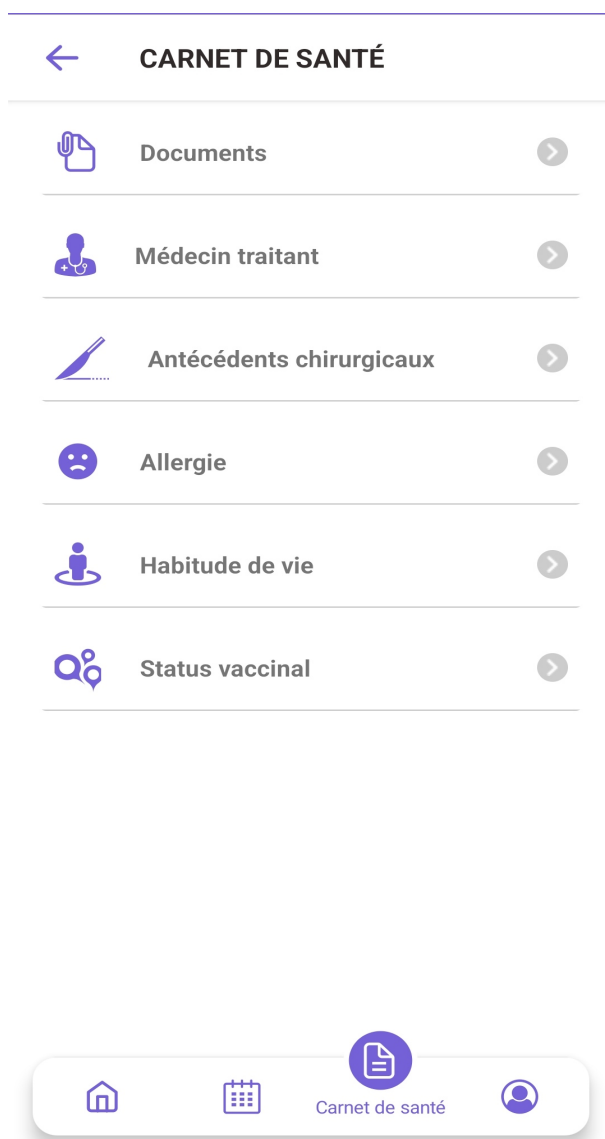 CARNET DE SANTÉ
Documents
Médecin traitant
Antécédents chirurgicaux
Allergie
Habitude de vie
Status vaccinal
Carnet de santé